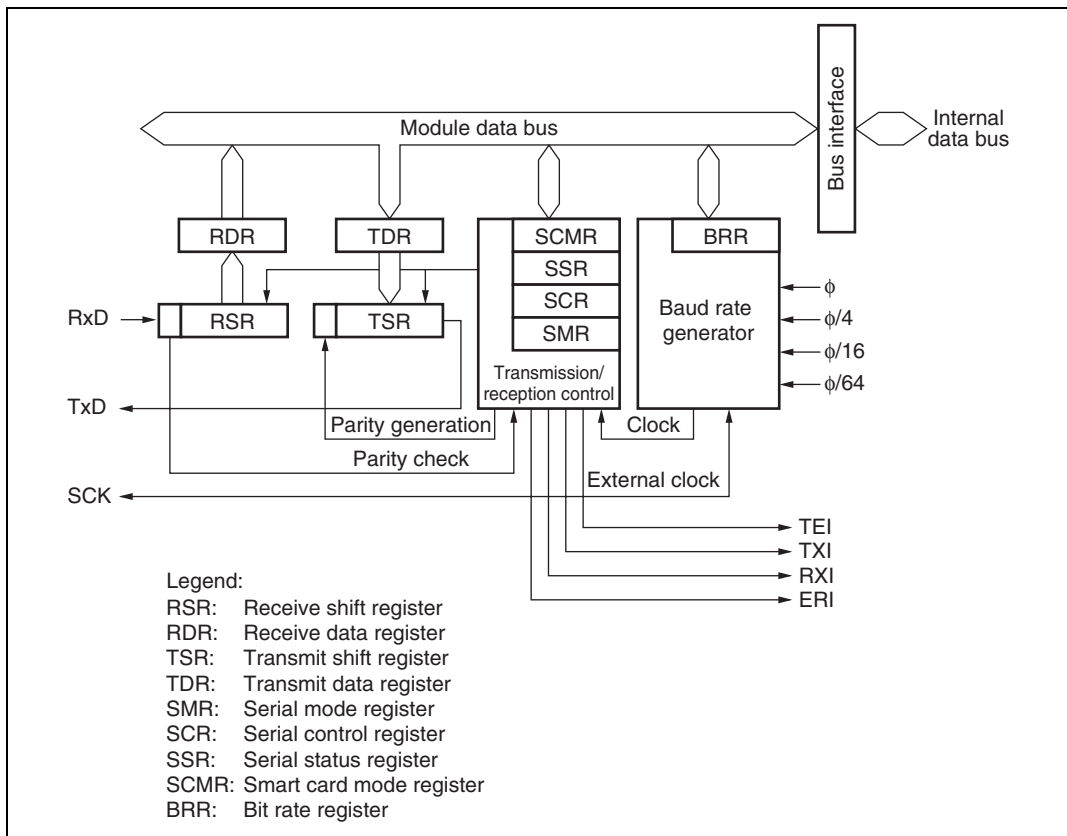 Bus interface
Internal
data bus
Module data bus
RDR
TDR
SCMR
BRR
SSR
SCR
SMR
RxD
RSR
TSR
Baud rate
generator
ϕ
ϕ/4
ϕ/16
ϕ/64
Transmission/
reception control
TxD
Parity generation
Clock
Parity check
SCK
External clock
TEI
TXI
RXI
ERI
Legend:
RSR: Receive shift register
RDR: Receive data register
TSR: Transmit shift register
TDR: Transmit data register
SMR: Serial mode register
SCR: Serial control register
SSR: Serial status register
SCMR: Smart card mode register
BRR: Bit rate register